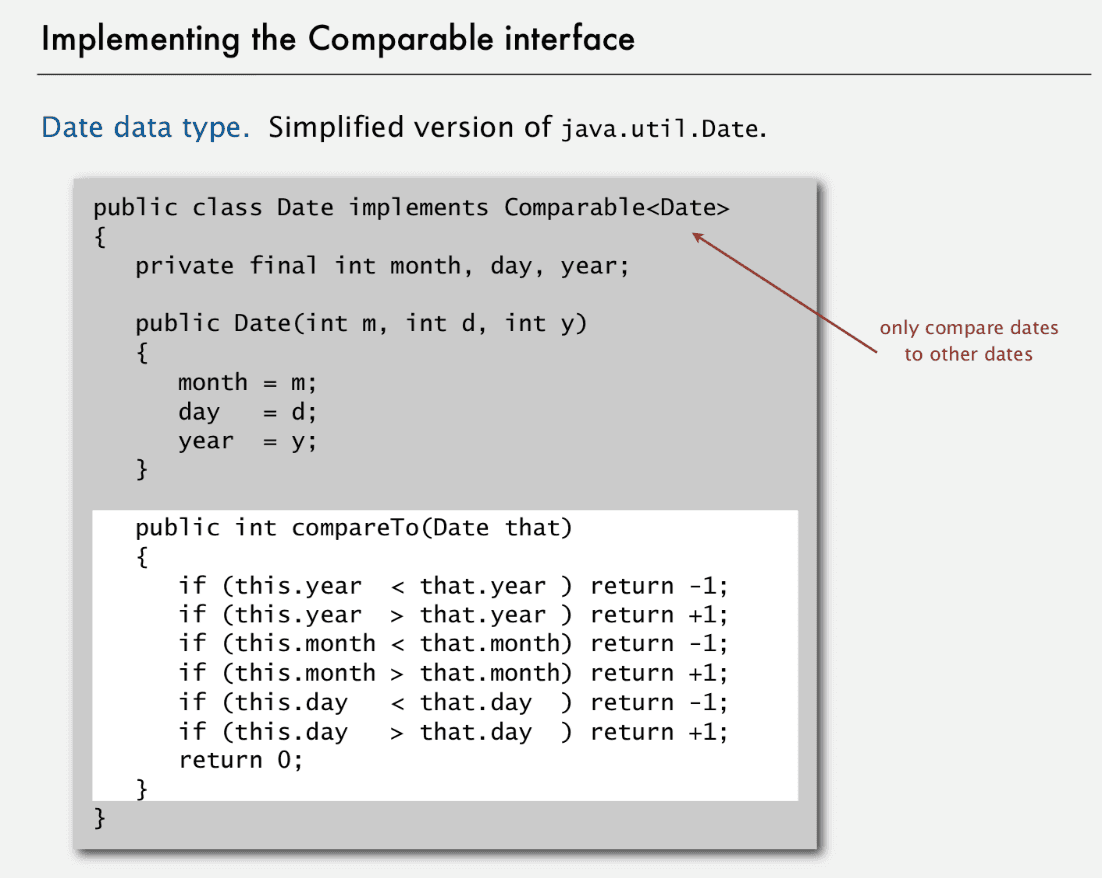 Implementing the Comparable interface
Date data type. Simplified version of java.util.Date.
public class Date implements Comparable<Date>
{
   private final int month, day, year;

   public Date(int m, int d, int y)
   {
      month = m;
      day   = d;
      year  = y;
   }

   public int compareTo(Date that)
   {
      if (this.year  < that.year ) return -1;
      if (this.year  > that.year ) return +1;
      if (this.month < that.month) return -1;
      if (this.month > that.month) return +1;
      if (this.day   < that.day  ) return -1;
      if (this.day   > that.day  ) return +1;
      return 0;
   }
}
only compare dates
to other dates